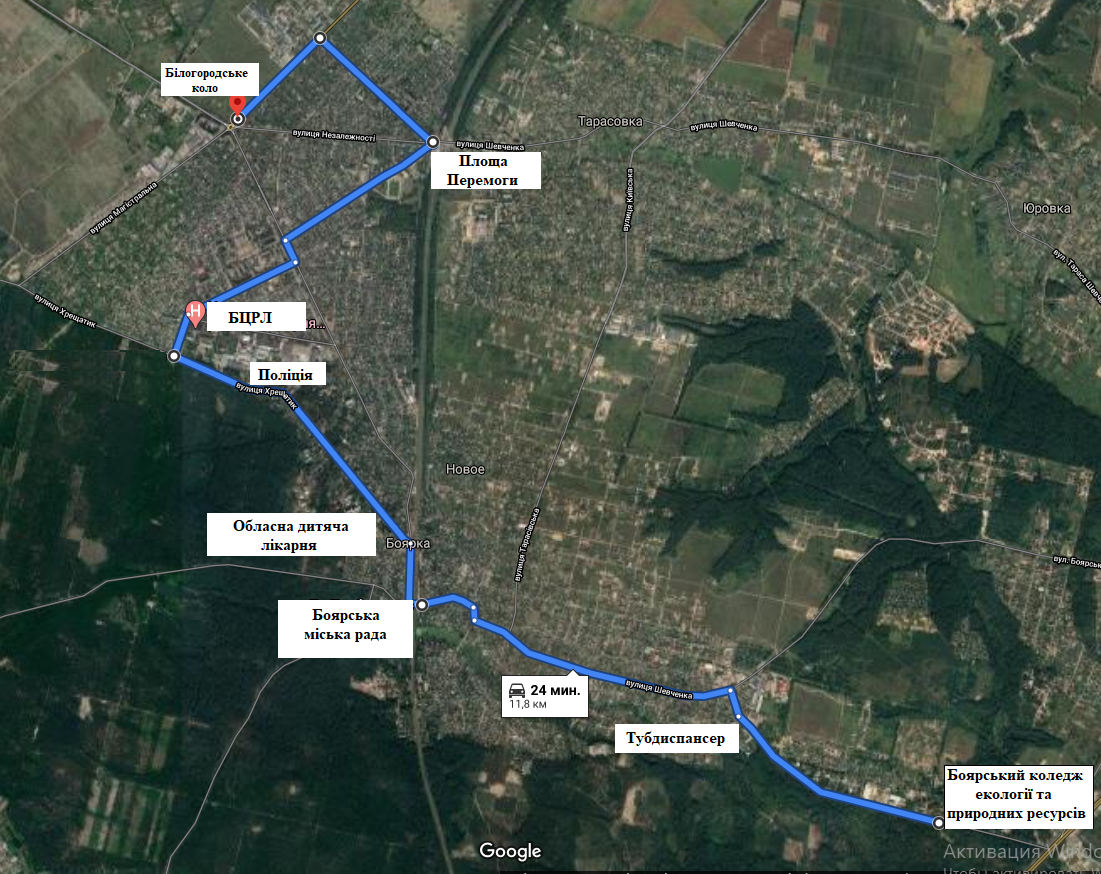 Білогородське
коло
Тарасовка
вулиця Шевченка
вулиця Незалежності
вулиця Шевченка
Площа
Перемоги
вулиця Київська
вулиця Магістральна
Юровка
вул. Тараса Шевч
вулиця Хрещатик
БЦРЛ
я...
Поліція
вулиця Хрещатик
Новое
Обласна дитяча
лікарня
Боярка
вулиця Тарасівська
вул. Боярськ
Боярська
міська рада
24 мин.
11,8 км
вулиця Шевченка
Тубдиспансер
Боярський коледж
екології та
природних ресурсів
Google
Активация Windo